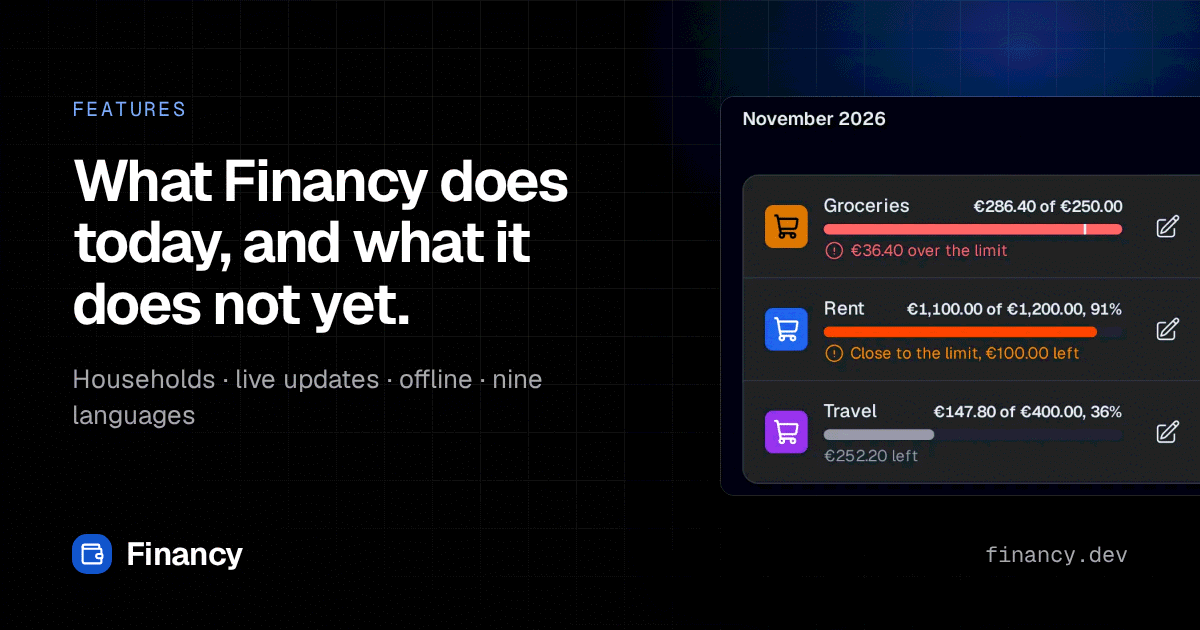 FEATURES
What Financy does
today, and what it
does not yet.
Households · live updates · offline · nine
languages
Financy
November 2026
Groceries €286.40 of €250.00
€36.40 over the limit
Rent €1,100.00 of €1,200.00, 91%
Close to the limit, €100.00 left
Travel €147.80 of €400.00, 36%
€252.20 left
financy.dev